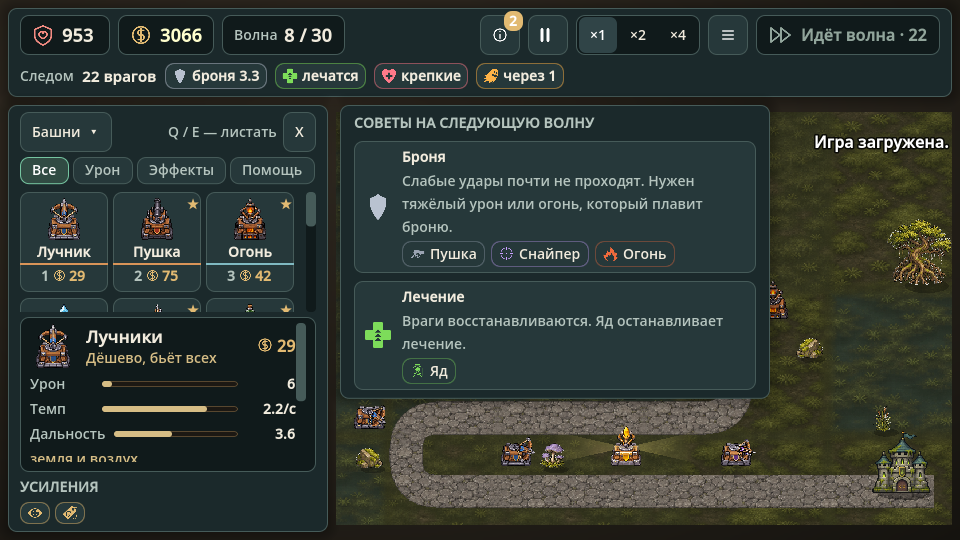 953
3066
Волна 8 / 30
2
×1
×2
×4
Идёт волна · 22
Следом 22 врагов
броня 3.3
лечатся
крепкие
через 1
Башни
Q / E — листать
X
Все
Урон
Эффекты
Помощь
Лучник
1 29
Пушка
2 75
Огонь
3 42
Лучники
Дёшево, бьёт всех
29
Урон 6
Темп 2.2/с
Дальность 3.6
земля и воздух
УСИЛЕНИЯ
СОВЕТЫ НА СЛЕДУЮЩУЮ ВОЛНУ
Броня
Слабые удары почти не проходят. Нужен
тяжёлый урон или огонь, который плавит
броню.
Пушка
Снайпер
Огонь
Лечение
Враги восстанавливаются. Яд останавливает
лечение.
Яд
Игра загружена.